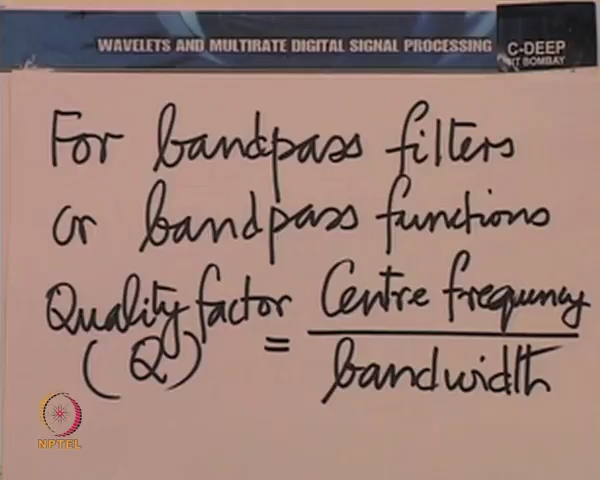 WAVELETS AND MULTIRATE DIGITAL SIGNAL PROCESSING
C-DEEP
IIT BOMBAY
For bandpass filters
or bandpass functions
Quality factor (Q) = Centre frequency / bandwidth
NPTEL